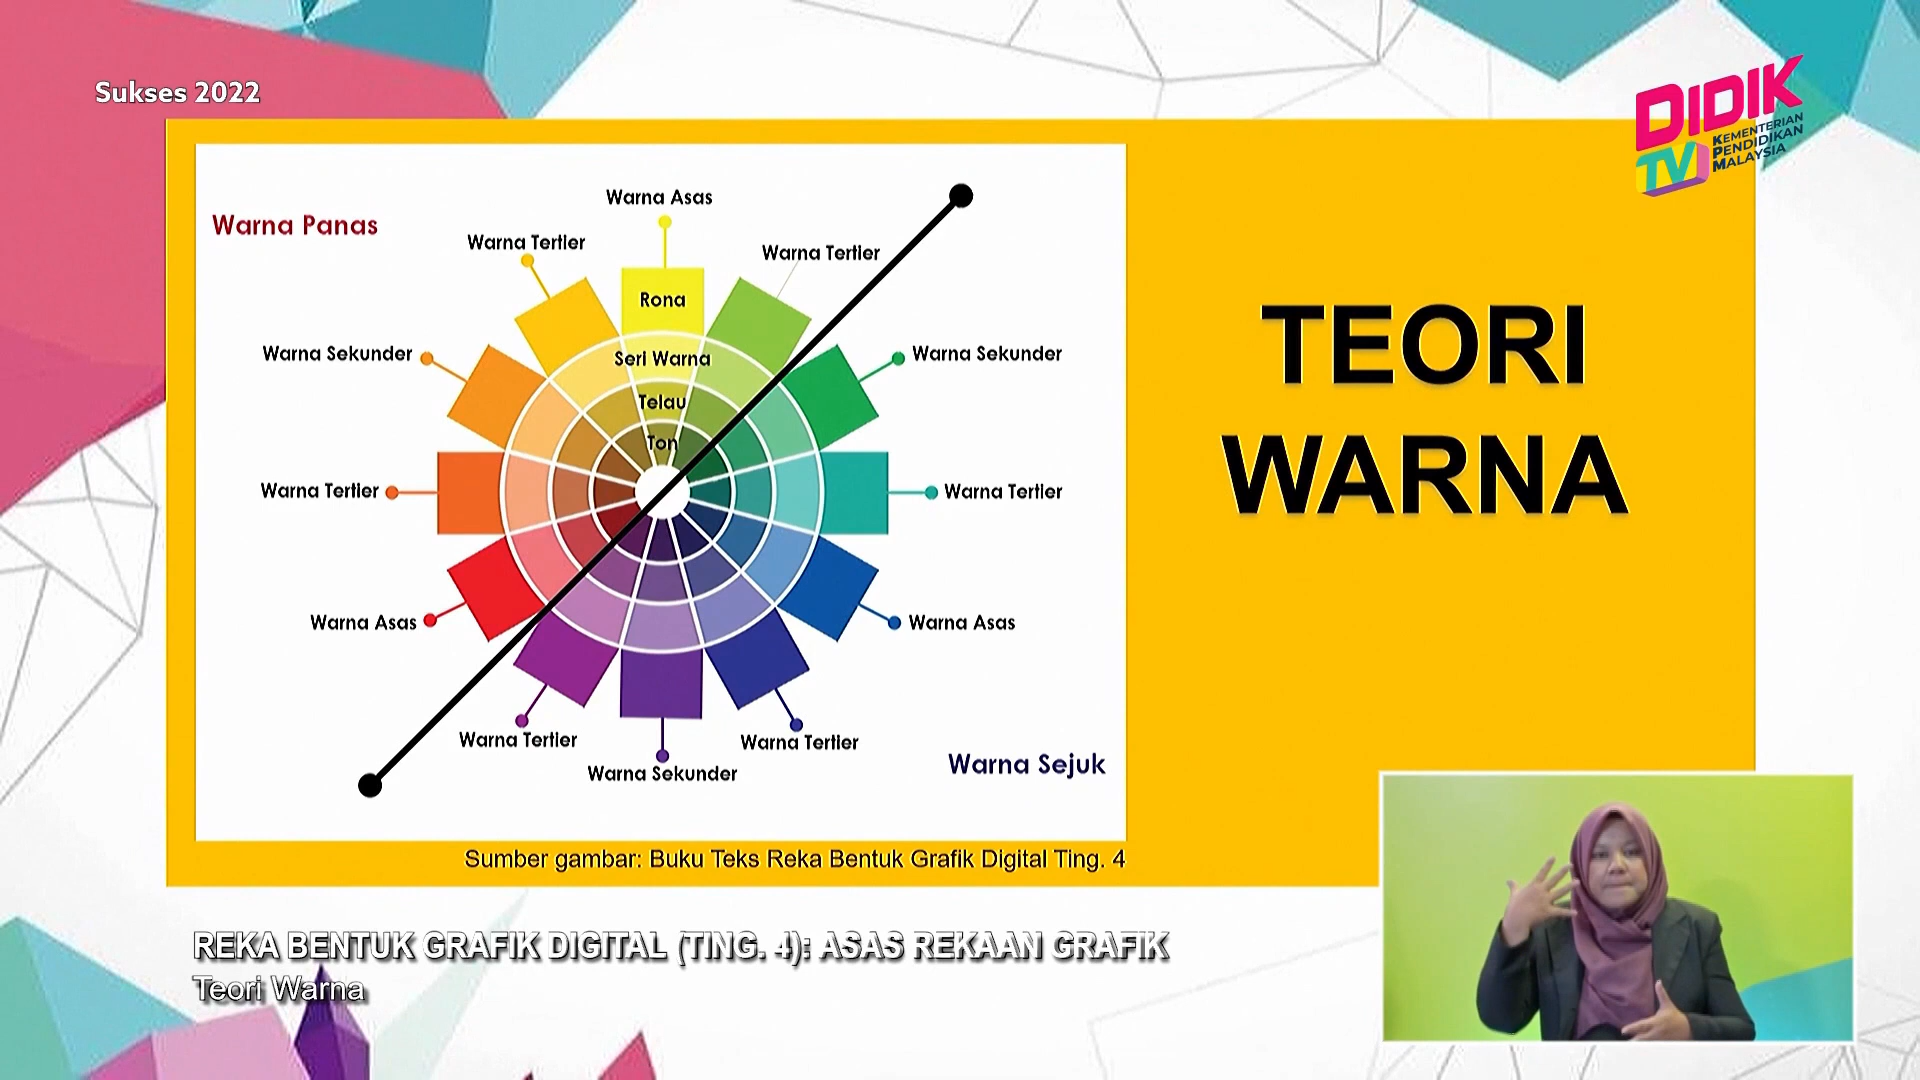 Sukses 2022
DIDIK
TV
KEMENTERIAN
PENDIDIKAN
MALAYSIA
Warna Panas
Warna Asas
Warna Tertier
Warna Tertier
Rona
Seri Warna
Telau
Ton
Warna Sekunder
Warna Sekunder
Warna Tertier
Warna Tertier
Warna Asas
Warna Asas
Warna Tertier
Warna Sekunder
Warna Tertier
Warna Sejuk
TEORI
WARNA
Sumber gambar: Buku Teks Reka Bentuk Grafik Digital Ting. 4
REKA BENTUK GRAFIK DIGITAL (TING. 4): ASAS REKAAN GRAFIK
Teori Warna